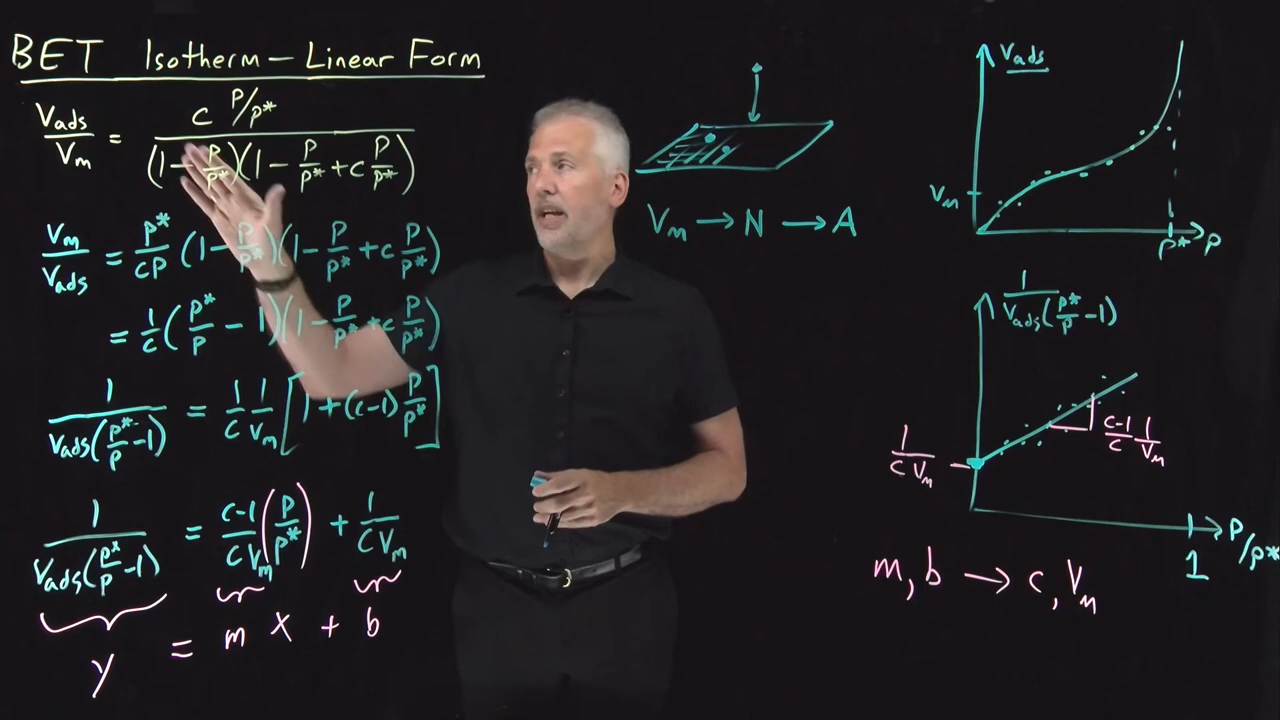 BET Isotherm – Linear Form
Vads/Vm = c P/P* / (1 – P/P*)(1 – P/P* + c P/P*)
Vm/Vads = P*/cP (1 – P/P*)(1 – P/P* + c P/P*)
= 1/c (P*/P – 1)(1 – P/P* + c P/P*)
1/Vads(P*/P – 1) = 1/c 1/Vm [1 + (c-1) P/P*]
1/Vads(P*/P – 1) = c-1/cVm (P/P*) + 1/cVm
y = m x + b
Vm → N → A
Vads
Vm
P*
P
1/Vads(P*/P – 1)
c-1/c 1/Vm
1/c Vm
P/P*
1
m, b → c, Vm